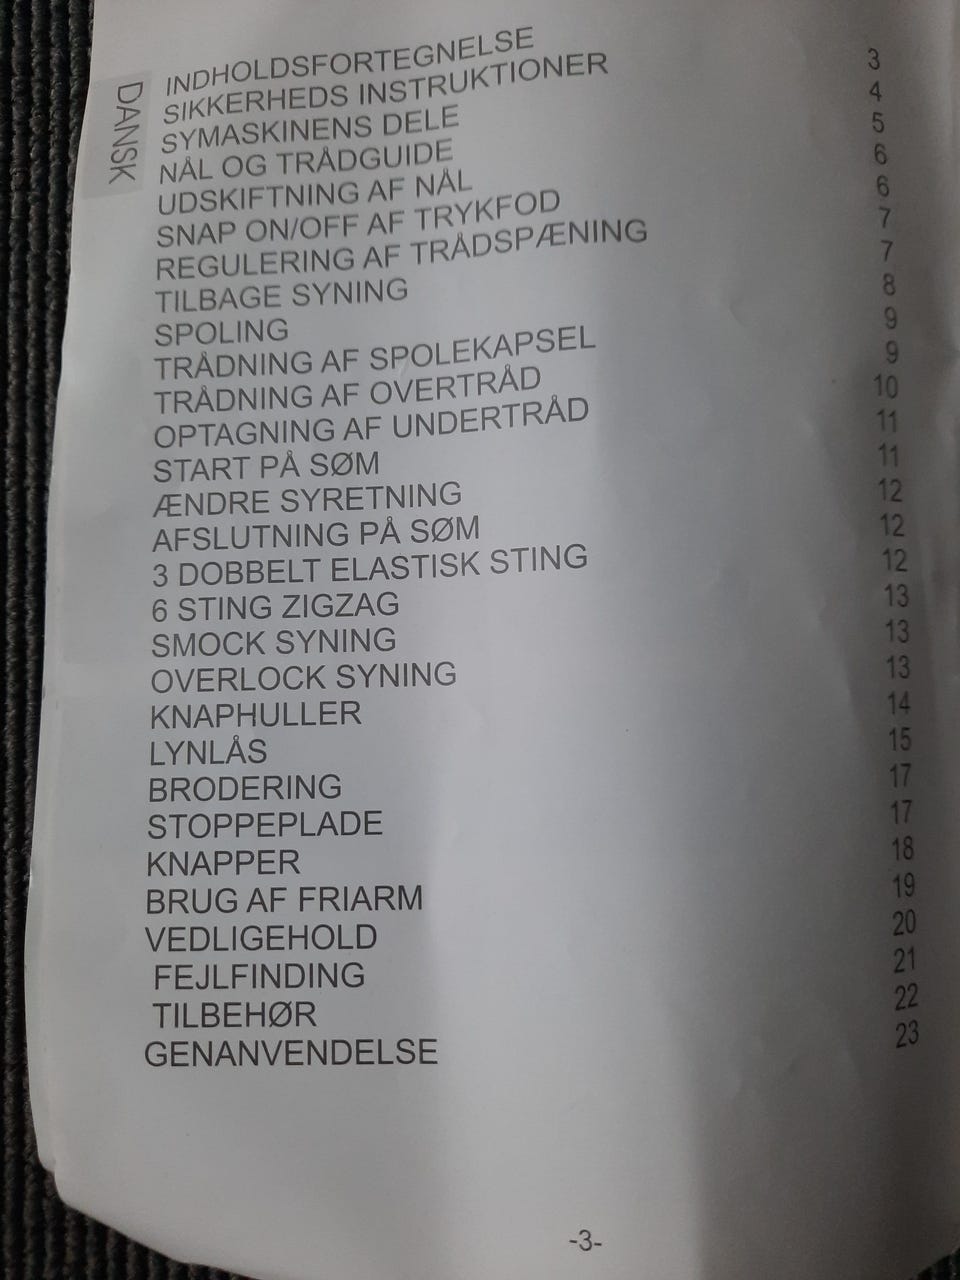 DANSK
INDHOLDSFORTEGNELSE 3
SIKKERHEDS INSTRUKTIONER 4
SYMASKINENS DELE 5
NÅL OG TRÅDGUIDE 6
UDSKIFTNING AF NÅL 6
SNAP ON/OFF AF TRYKFOD 7
REGULERING AF TRÅDSPÆNING 7
TILBAGE SYNING 8
SPOLING 9
TRÅDNING AF SPOLEKAPSEL 9
TRÅDNING AF OVERTRÅD 10
OPTAGNING AF UNDERTRÅD 11
START PÅ SØM 11
ÆNDRE SYRETNING 12
AFSLUTNING PÅ SØM 12
3 DOBBELT ELASTISK STING 12
6 STING ZIGZAG 13
SMOCK SYNING 13
OVERLOCK SYNING 13
KNAPHULLER 14
LYNLÅS 15
BRODERING 17
STOPPEPLADE 17
KNAPPER 18
BRUG AF FRIARM 19
VEDLIGEHOLD 20
FEJLFINDING 21
TILBEHØR 22
GENANVENDELSE 23
-3-